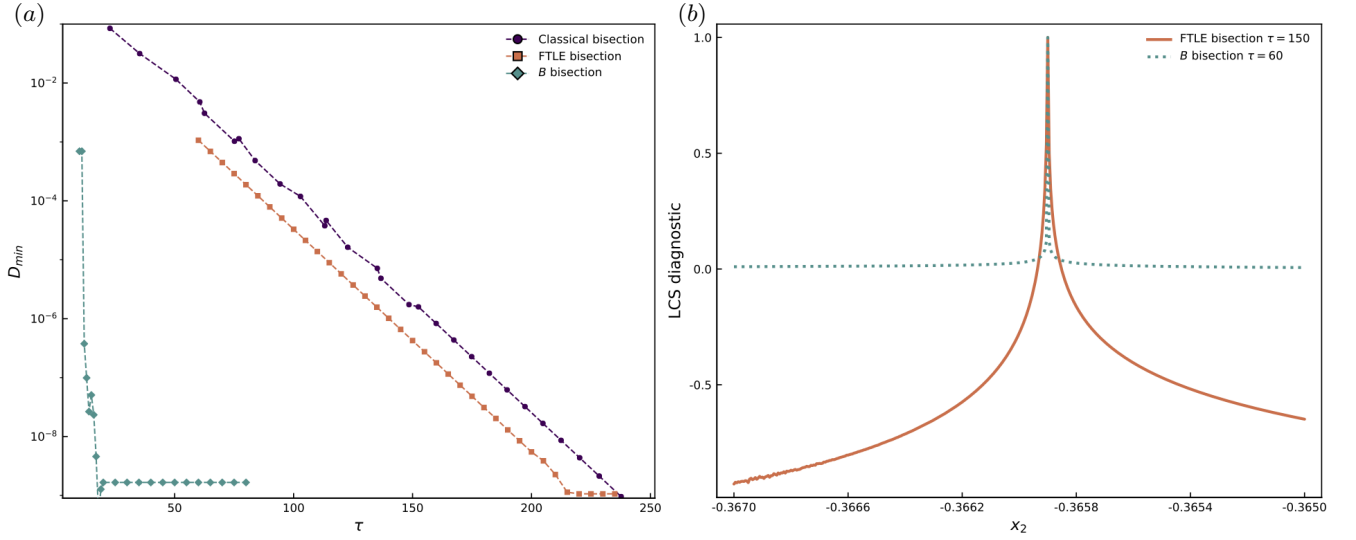 (a)
Classical bisection
FTLE bisection
B bisection
10⁻²
10⁻⁴
10⁻⁶
10⁻⁸
D_min
50
100
150
200
250
τ
(b)
FTLE bisection τ = 150
B bisection τ = 60
1.0
0.5
0.0
-0.5
LCS diagnostic
-0.3670
-0.3666
-0.3662
-0.3658
-0.3654
-0.3650
x₂